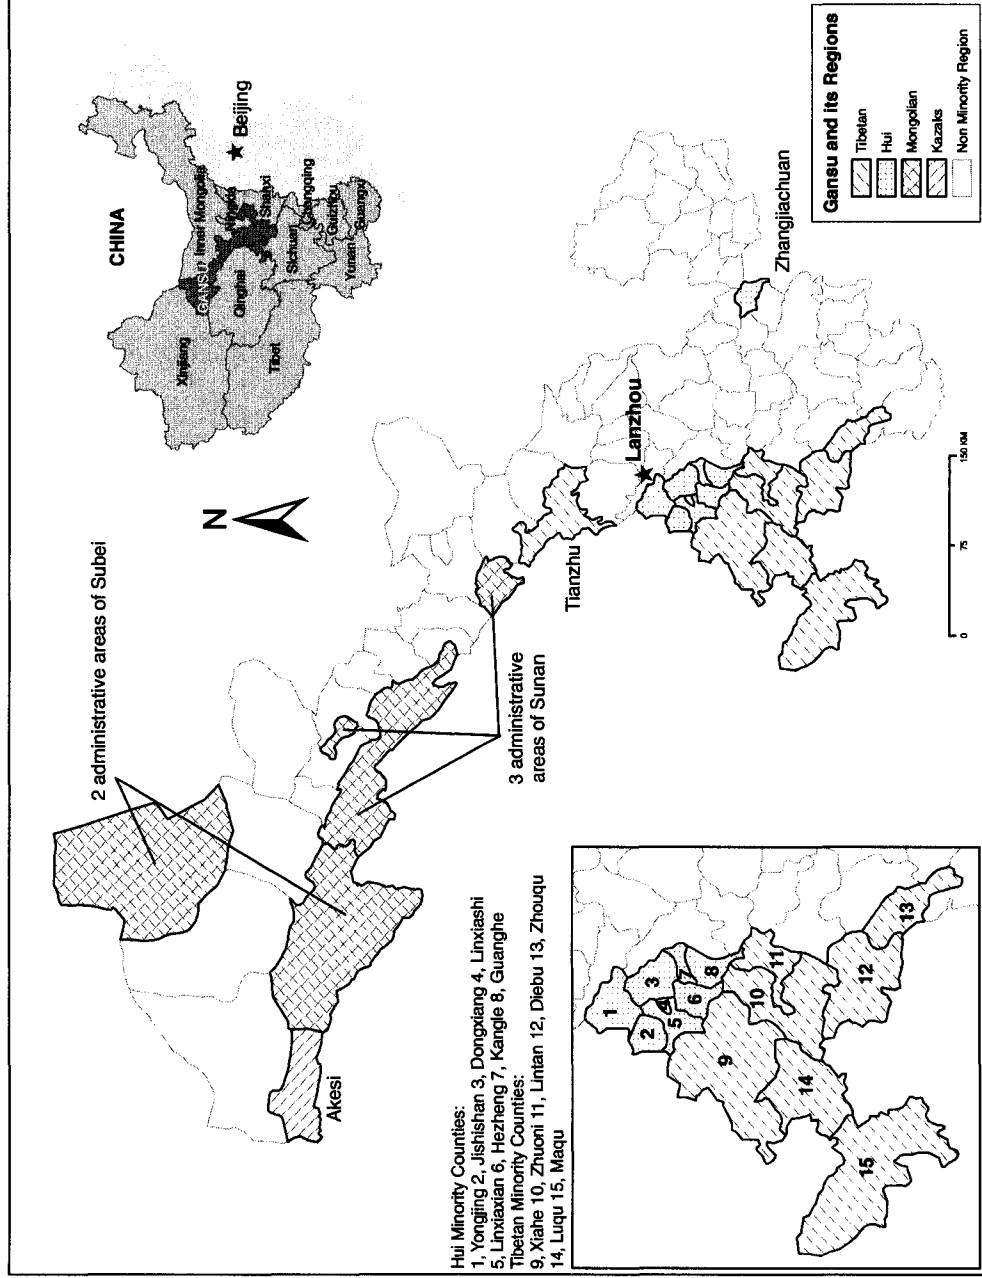 2 administrative areas of Subei
CHINA
Xinjiang
GANSU
Inner Mongolia
Ningxia
Beijing
Qinghai
Shanxi
Tibet
Sichuan
Chongqing
Guizhou
Yunan
N
Akesi
3 administrative
areas of Sunan
Tianzhu
Lanzhou
Zhangjiachuan
Hui Minority Counties:
1, Yongjing 2, Jishishan 3, Dongxiang 4, Linxiashi
5, Linxiaxian 6, Hezheng 7, Kangle 8, Guanghe
Tibetan Minority Counties:
9, Xiahe 10, Zhuoni 11, Lintan 12, Diebu 13, Zhouqu
14, Luqu 15, Maqu
1
2
3
4
5
6
7
8
9
10
11
12
13
14
15
0 75 150 KM
Gansu and its Regions
Tibetan
Hui
Mongolian
Kazaks
Non Minority Region